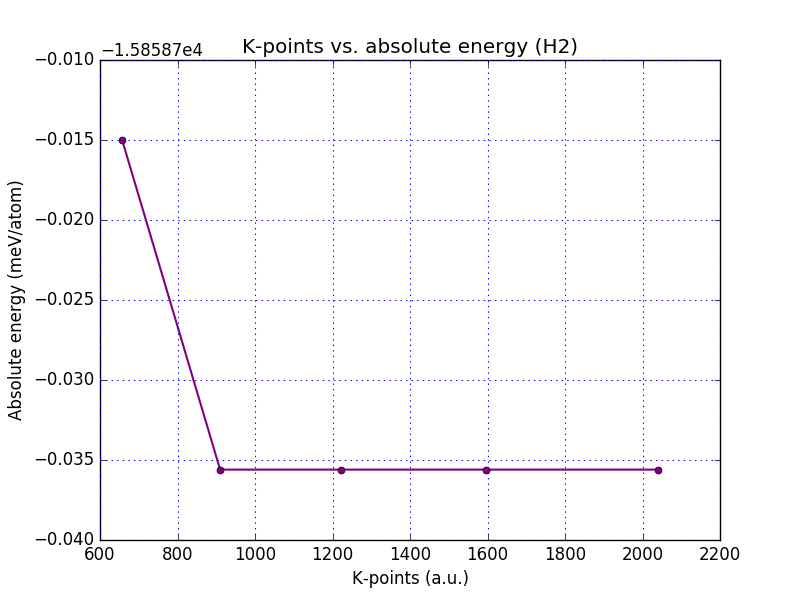 K-points vs. absolute energy (H2)
−1.58587e4
−0.010
−0.015
−0.020
−0.025
−0.030
−0.035
−0.040
Absolute energy (meV/atom)
600 800 1000 1200 1400 1600 1800 2000 2200
K-points (a.u.)